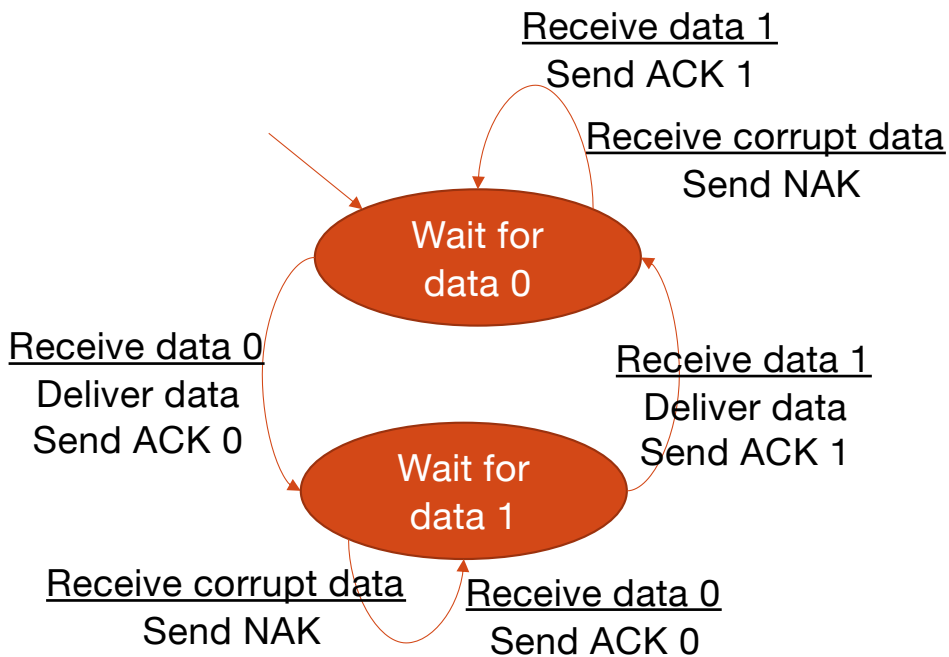 Receive data 1
Send ACK 1
Receive corrupt data
Send NAK
Wait for
data 0
Receive data 0
Deliver data
Send ACK 0
Receive data 1
Deliver data
Send ACK 1
Wait for
data 1
Receive corrupt data
Send NAK
Receive data 0
Send ACK 0